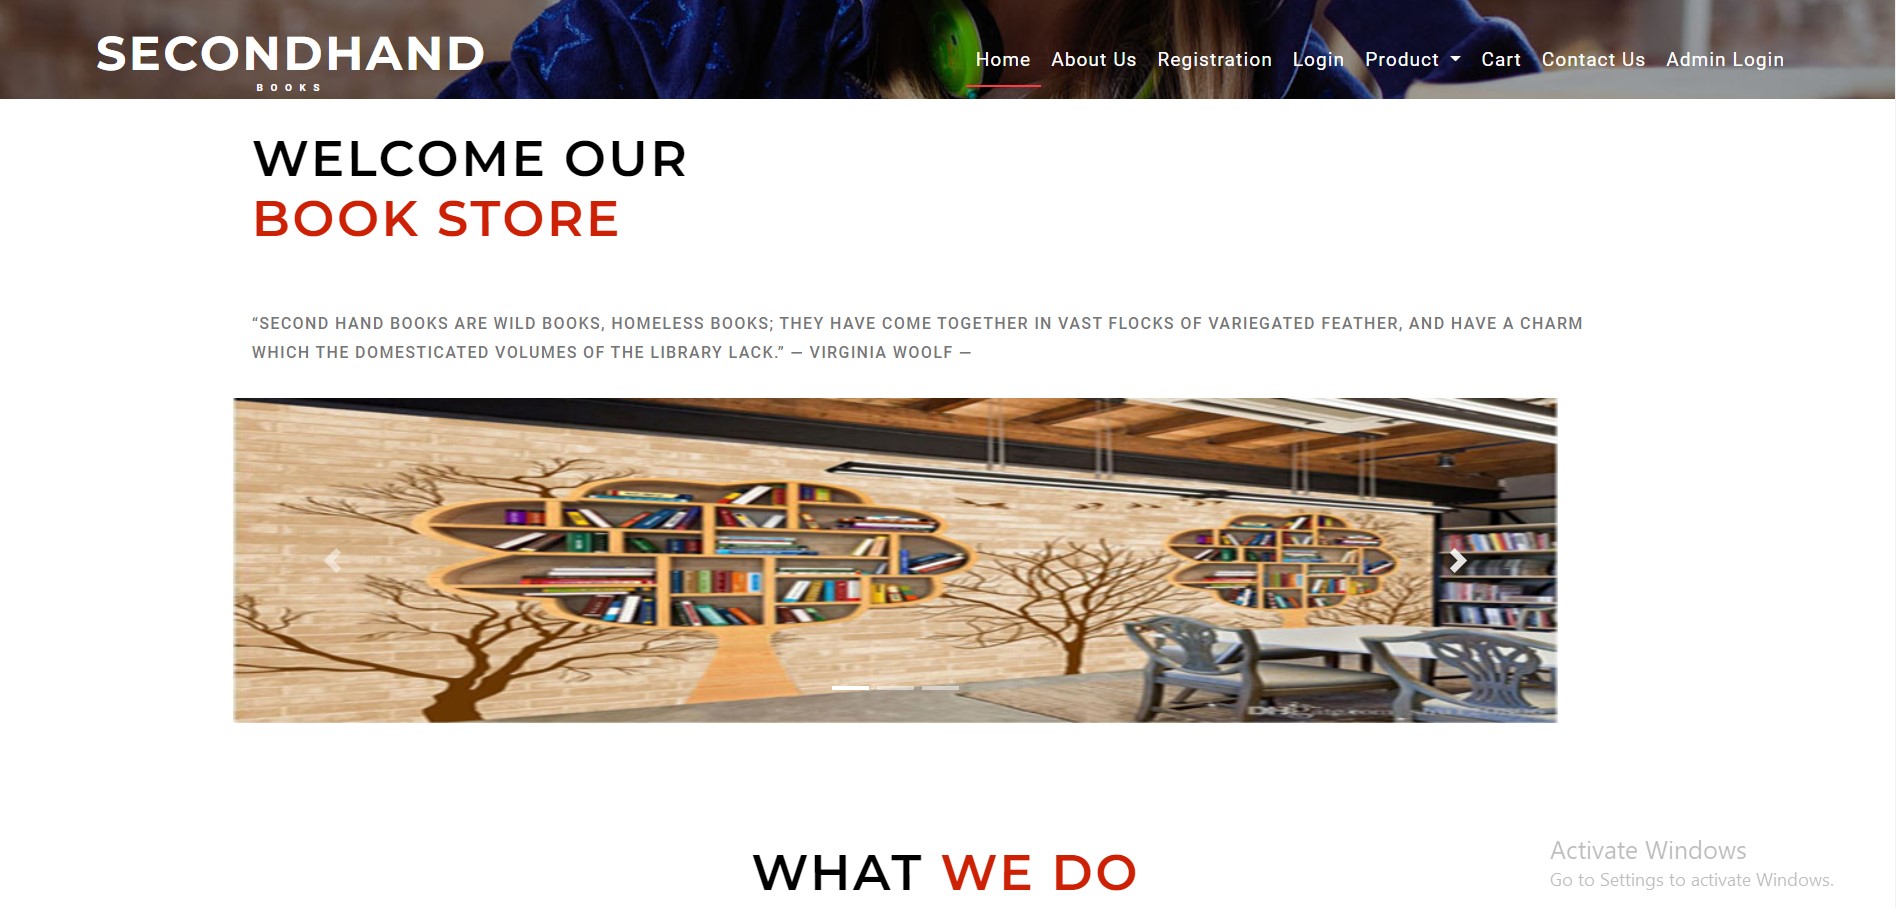 SECONDHAND
BOOKS
Home About Us Registration Login Product Cart Contact Us Admin Login
WELCOME OUR
BOOK STORE
“SECOND HAND BOOKS ARE WILD BOOKS, HOMELESS BOOKS; THEY HAVE COME TOGETHER IN VAST FLOCKS OF VARIEGATED FEATHER, AND HAVE A CHARM
WHICH THE DOMESTICATED VOLUMES OF THE LIBRARY LACK.” — VIRGINIA WOOLF —
WHAT WE DO
Activate Windows
Go to Settings to activate Windows.